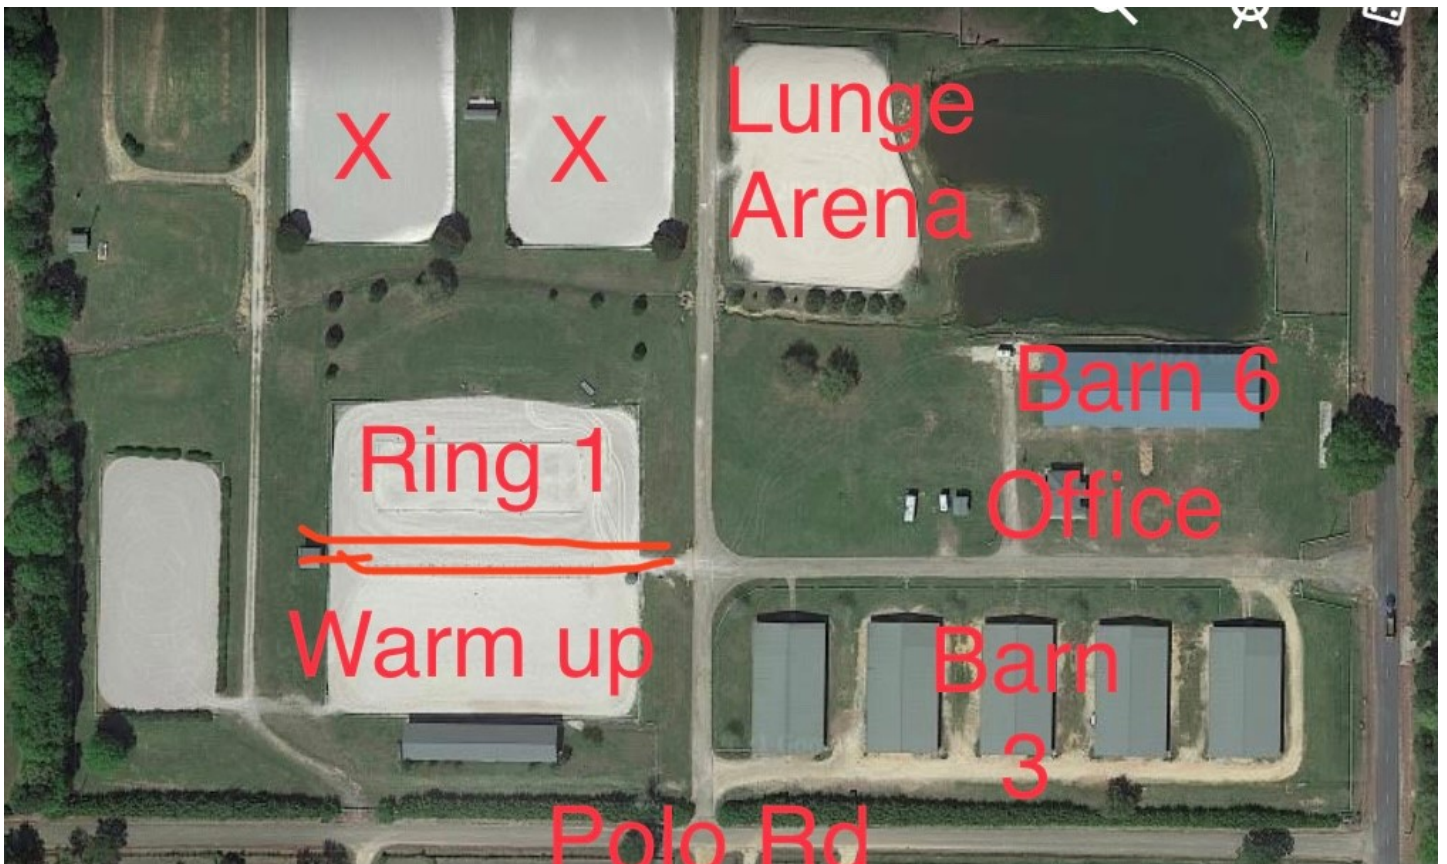 X X
Lunge
Arena
Barn 6
Ring 1
Office
Warm up
Barn
3
Polo Rd